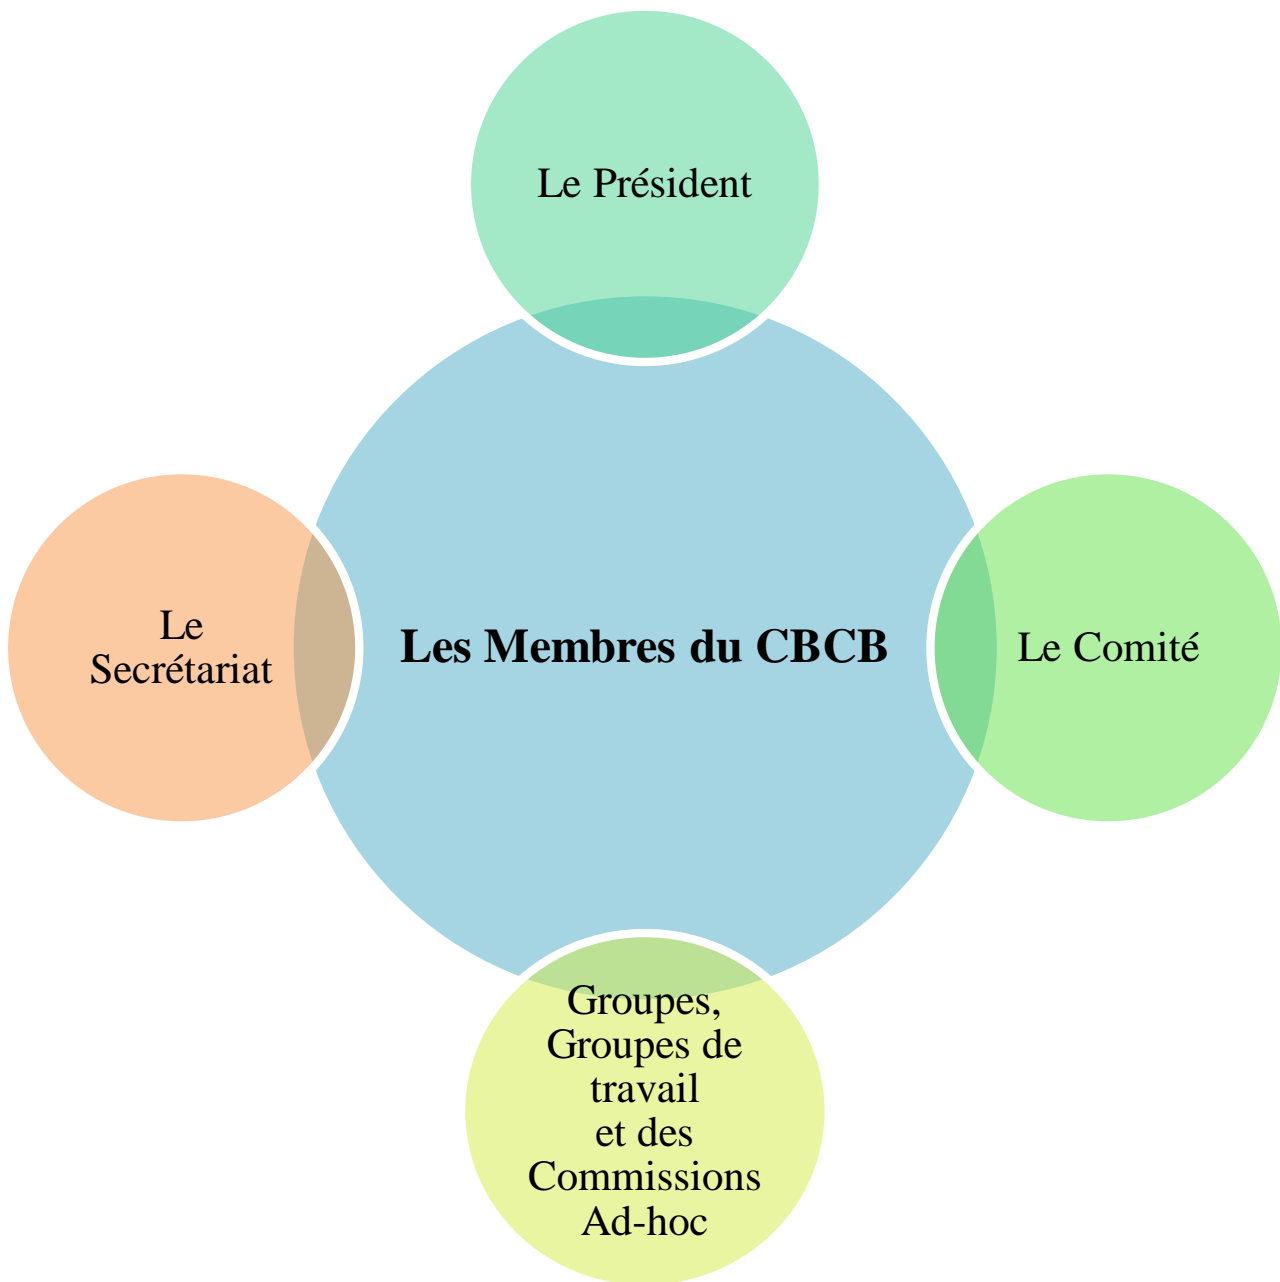 Le Président
Le
Secrétariat
Les Membres du CBCB
Le Comité
Groupes,
Groupes de
travail
et des
Commissions
Ad-hoc